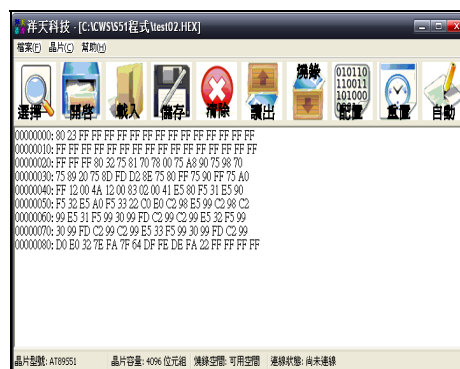 祥天科技 - [C:\CWS\S51程式\test02.HEX]
檔案(F) 晶片(C) 幫助(H)
選擇 開啓 載入 儲存 清除 讀出 燒錄 配置 重置 自動
010110
110011
101000
00000000: 80 23 FF FF FF FF FF FF FF FF FF FF FF FF FF FF
00000010: FF FF FF FF FF FF FF FF FF FF FF FF FF FF FF FF
00000020: FF FF FF 80 32 75 81 70 78 00 75 A8 90 75 98 70
00000030: 75 89 20 75 8D FD D2 8E 75 80 FF 75 90 FF 75 A0
00000040: FF 12 00 4A 12 00 83 02 00 41 E5 80 F5 31 E5 90
00000050: F5 32 E5 A0 F5 33 22 C0 E0 C2 98 E5 99 C2 98 C2
00000060: 99 E5 31 F5 99 30 99 FD C2 99 C2 99 E5 32 F5 99
00000070: 30 99 FD C2 99 C2 99 E5 33 F5 99 30 99 FD C2 99
00000080: D0 E0 32 7E FA 7F 64 DF FE DE FA 22 FF FF FF FF
晶片型號: AT89S51 晶片容量: 4096 位元組 燒錄空間: 可用空間 連線狀態: 尚未連線